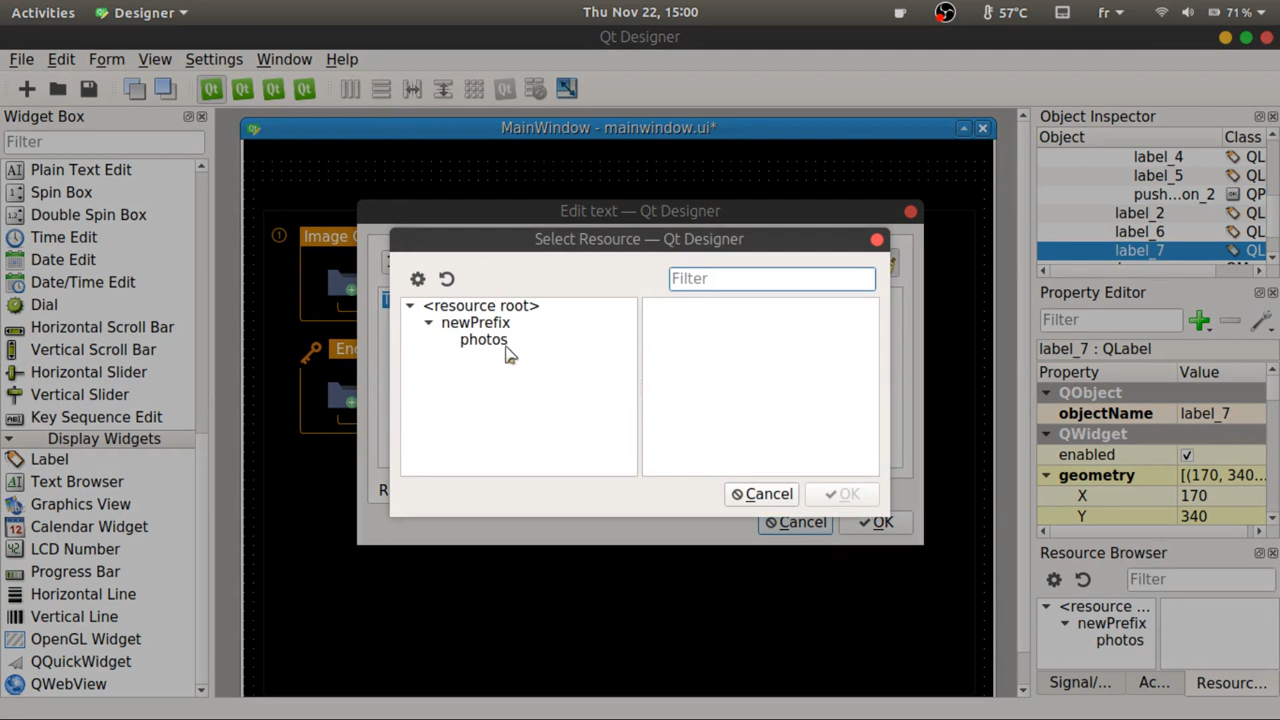 Activities Designer Thu Nov 22, 15:00 57°C fr 71%
Qt Designer
File Edit Form View Settings Window Help
Widget Box
Filter
Plain Text Edit
Spin Box
Double Spin Box
Time Edit
Date Edit
Date/Time Edit
Dial
Horizontal Scroll Bar
Vertical Scroll Bar
Horizontal Slider
Vertical Slider
Key Sequence Edit
Display Widgets
Label
Text Browser
Graphics View
Calendar Widget
LCD Number
Progress Bar
Horizontal Line
Vertical Line
OpenGL Widget
QQuickWidget
QWebView
MainWindow - mainwindow.ui*
Image
Edit text — Qt Designer
Select Resource — Qt Designer
Filter
<resource root>
newPrefix
photos
Cancel OK
Cancel OK
Object Inspector
Object Class
label_4 QL
label_5 QL
push...on_2 QP
label_2 QL
label_6 QL
label_7 QL
Property Editor
Filter
label_7 : QLabel
Property Value
QObject
objectName label_7
QWidget
enabled
geometry [(170, 340...
X 170
Y 340
Resource Browser
Filter
<resource ...
newPrefix
photos
Signal/... Ac... Resourc...